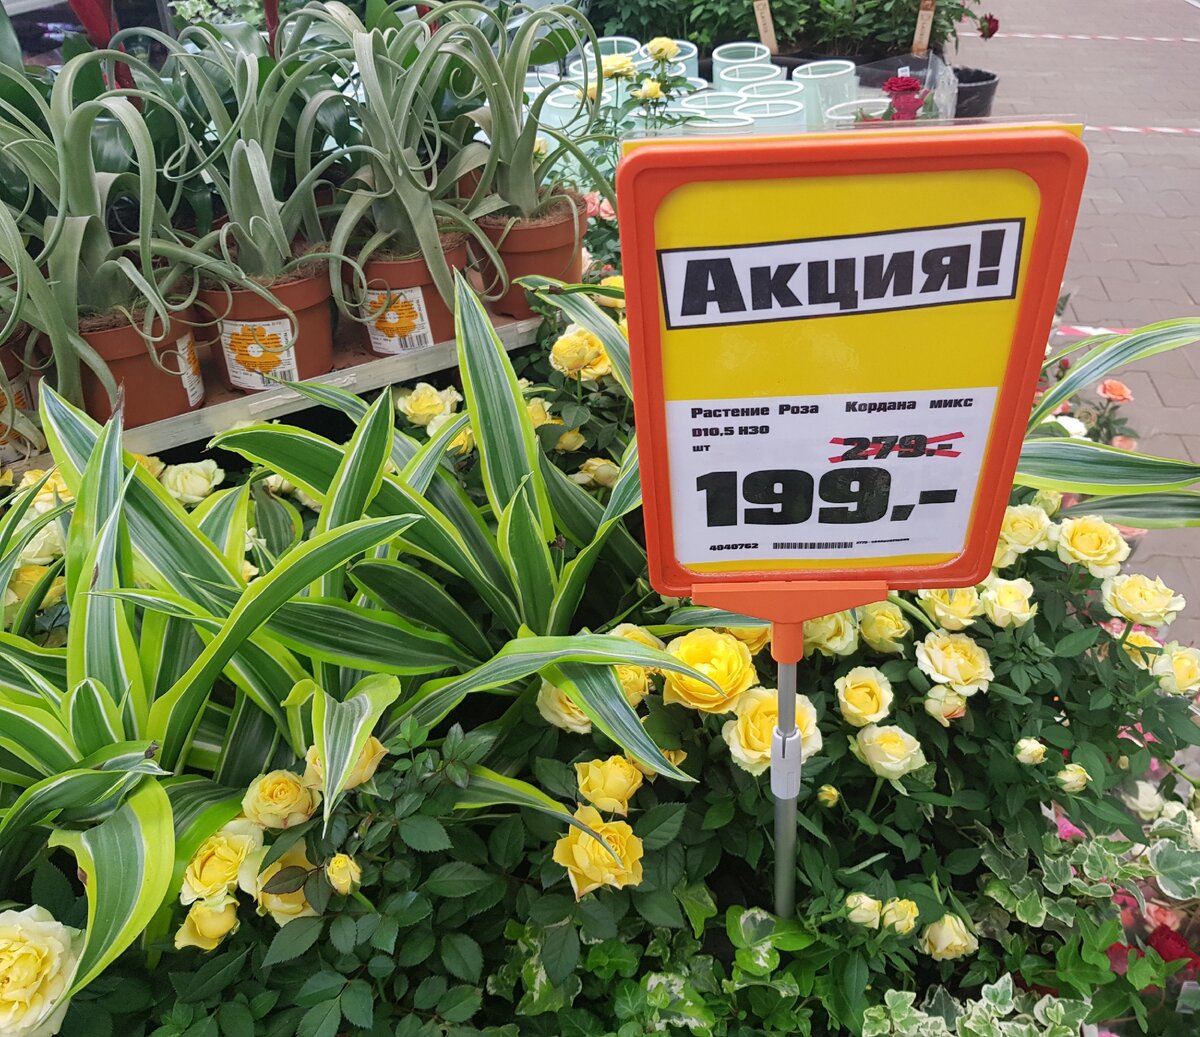 Акция!
Растение Роза Кордана микс
D10,5 H30
шт
279.-
199,-
4040762